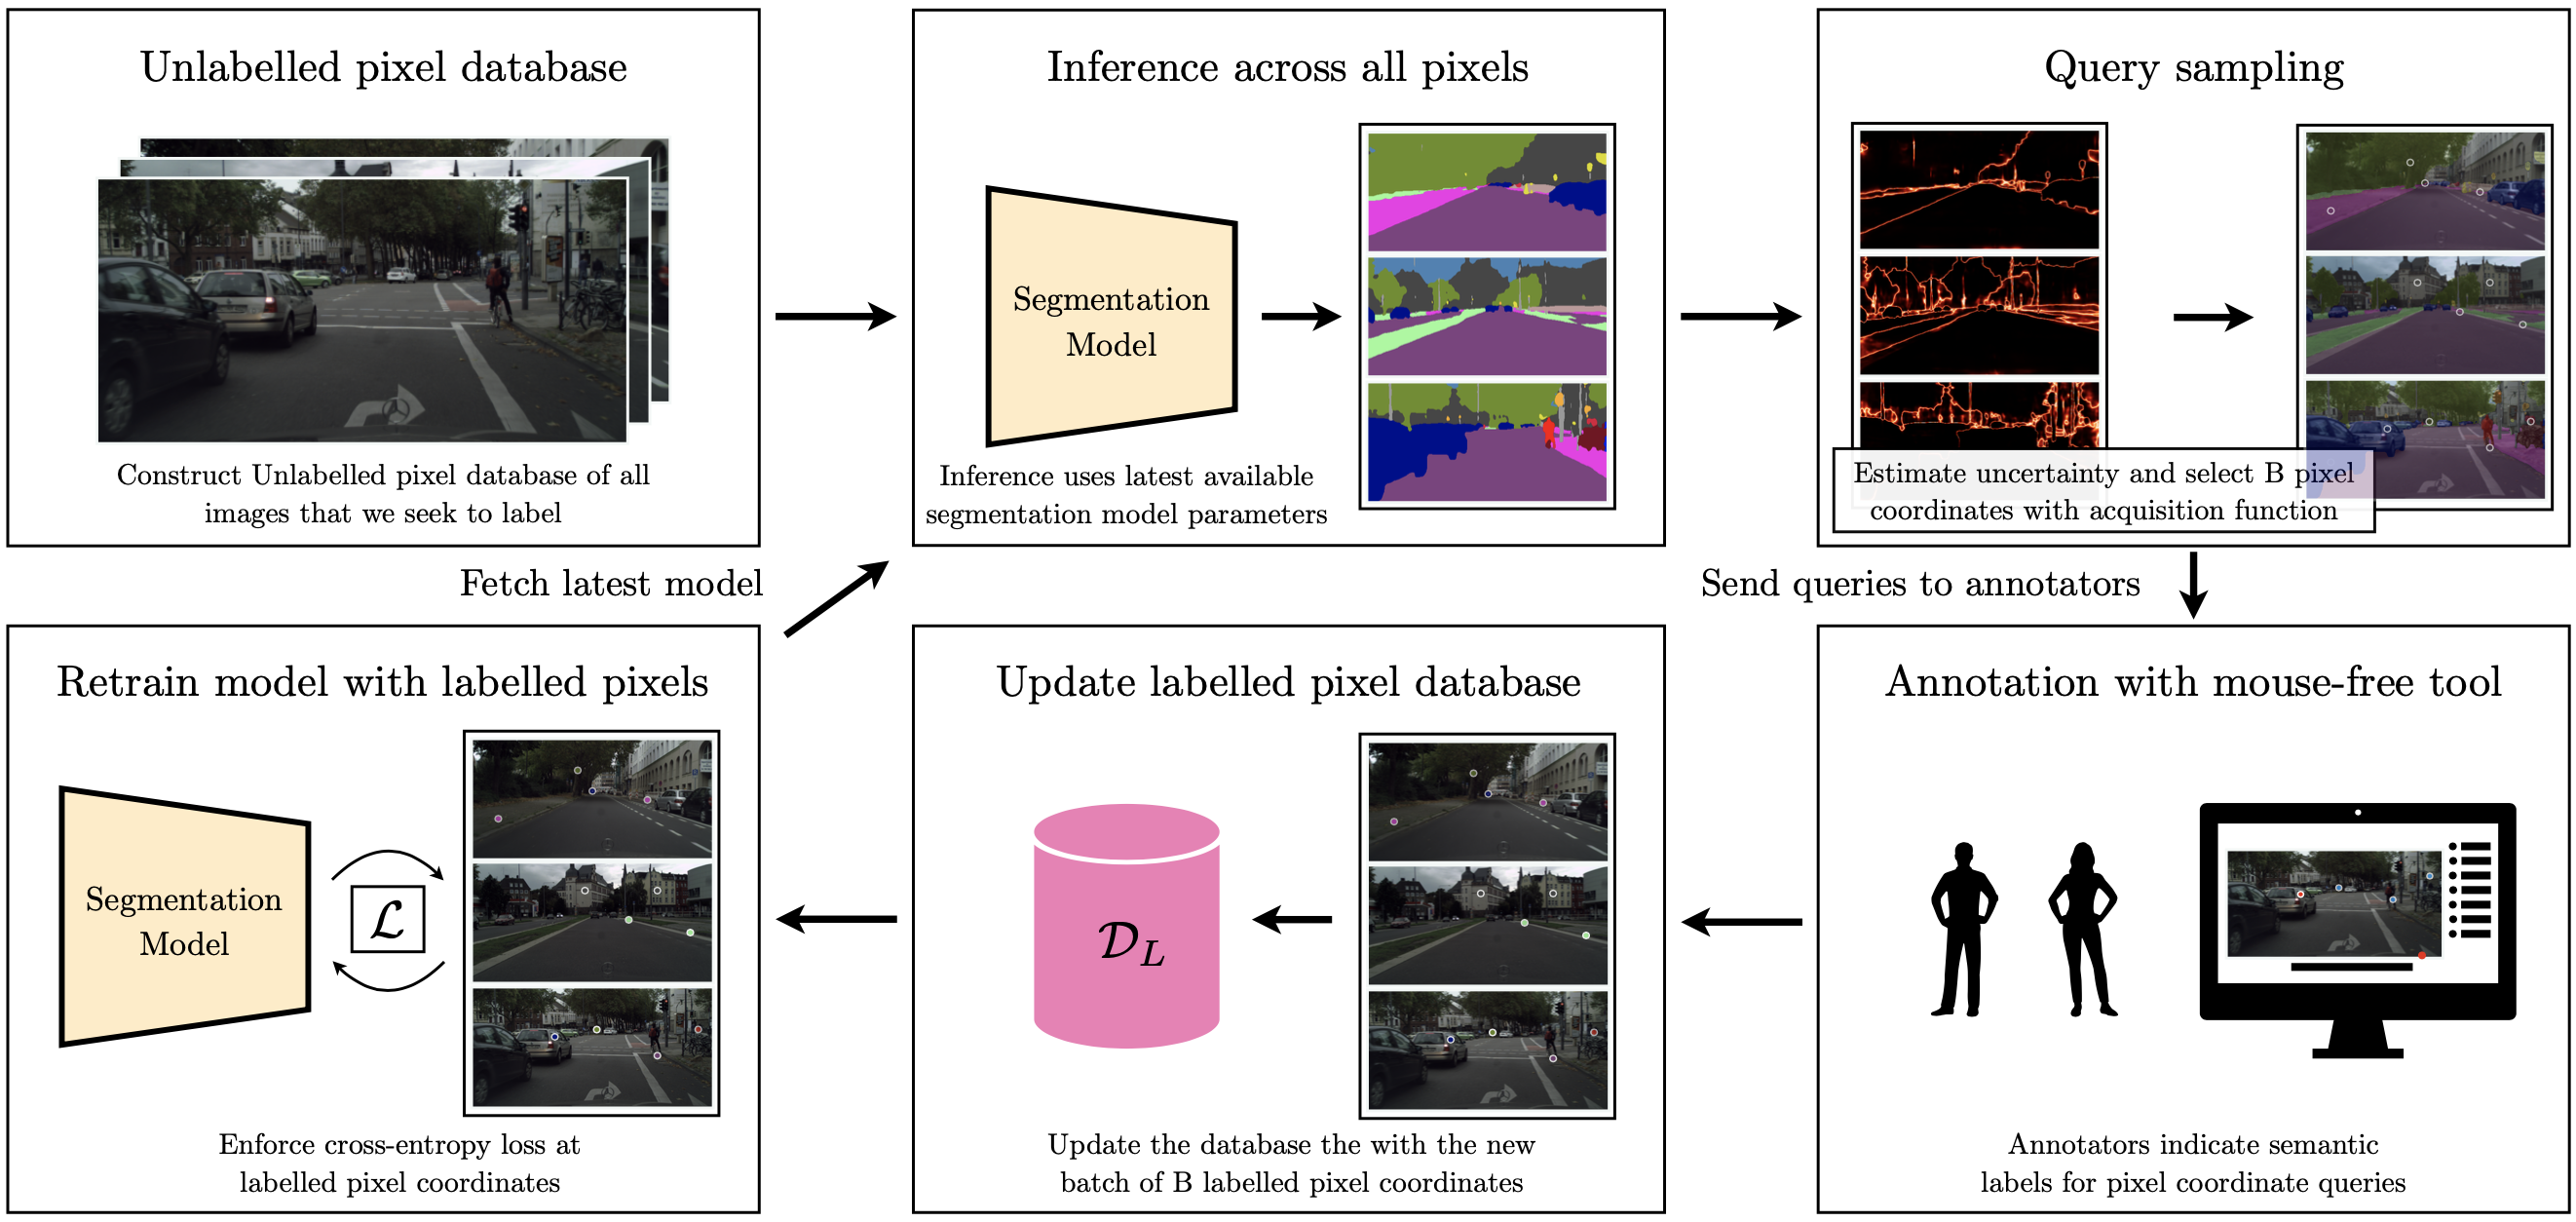 Unlabelled pixel database
Construct Unlabelled pixel database of all
images that we seek to label
Inference across all pixels
Segmentation
Model
Inference uses latest available
segmentation model parameters
Query sampling
Estimate uncertainty and select B pixel
coordinates with acquisition function
Fetch latest model
Send queries to annotators
Retrain model with labelled pixels
Segmentation
Model
ℒ
Enforce cross-entropy loss at
labelled pixel coordinates
Update labelled pixel database
𝒟_L
Update the database the with the new
batch of B labelled pixel coordinates
Annotation with mouse-free tool
Annotators indicate semantic
labels for pixel coordinate queries